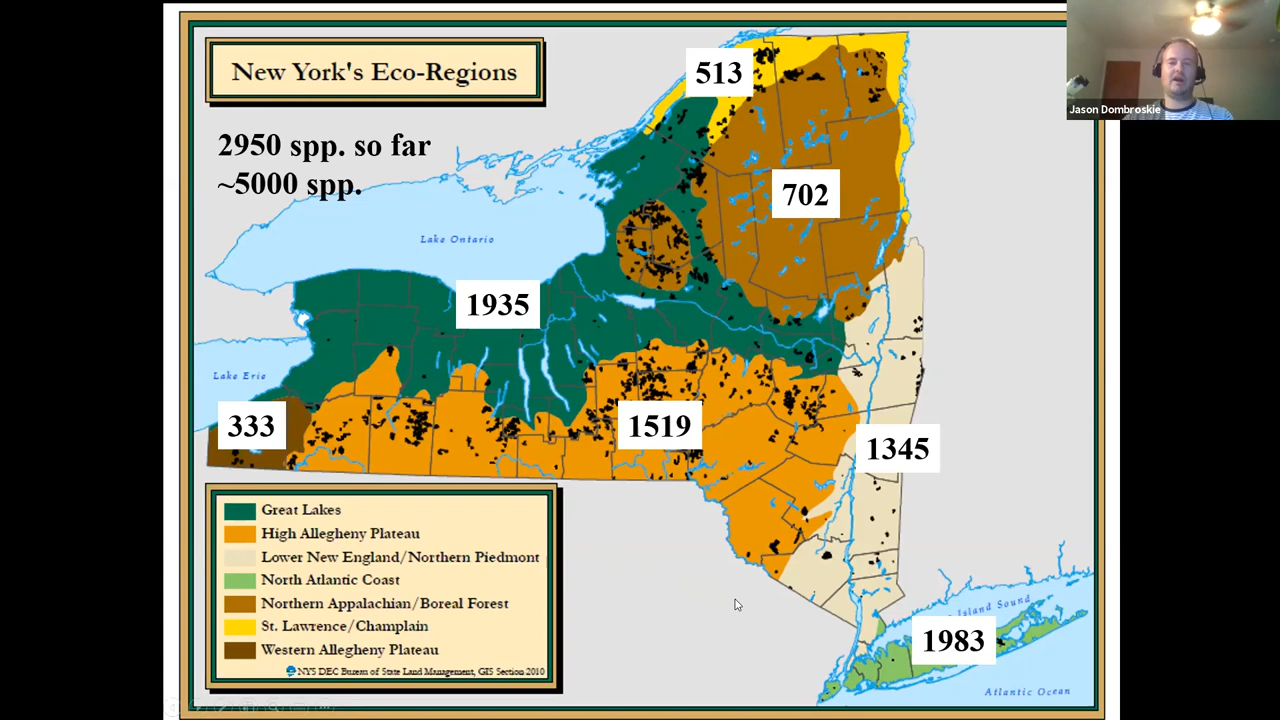 New York's Eco-Regions
513
Jason Dombroskie
2950 spp. so far
~5000 spp.
702
Lake Ontario
1935
Lake Erie
333
1519
1345
Great Lakes
High Allegheny Plateau
Lower New England/Northern Piedmont
North Atlantic Coast
Northern Appalachian/Boreal Forest
St. Lawrence/Champlain
Western Allegheny Plateau
NYS DEC Bureau of State Land Management, GIS Section 2010
Island Sound
1983
Atlantic Ocean